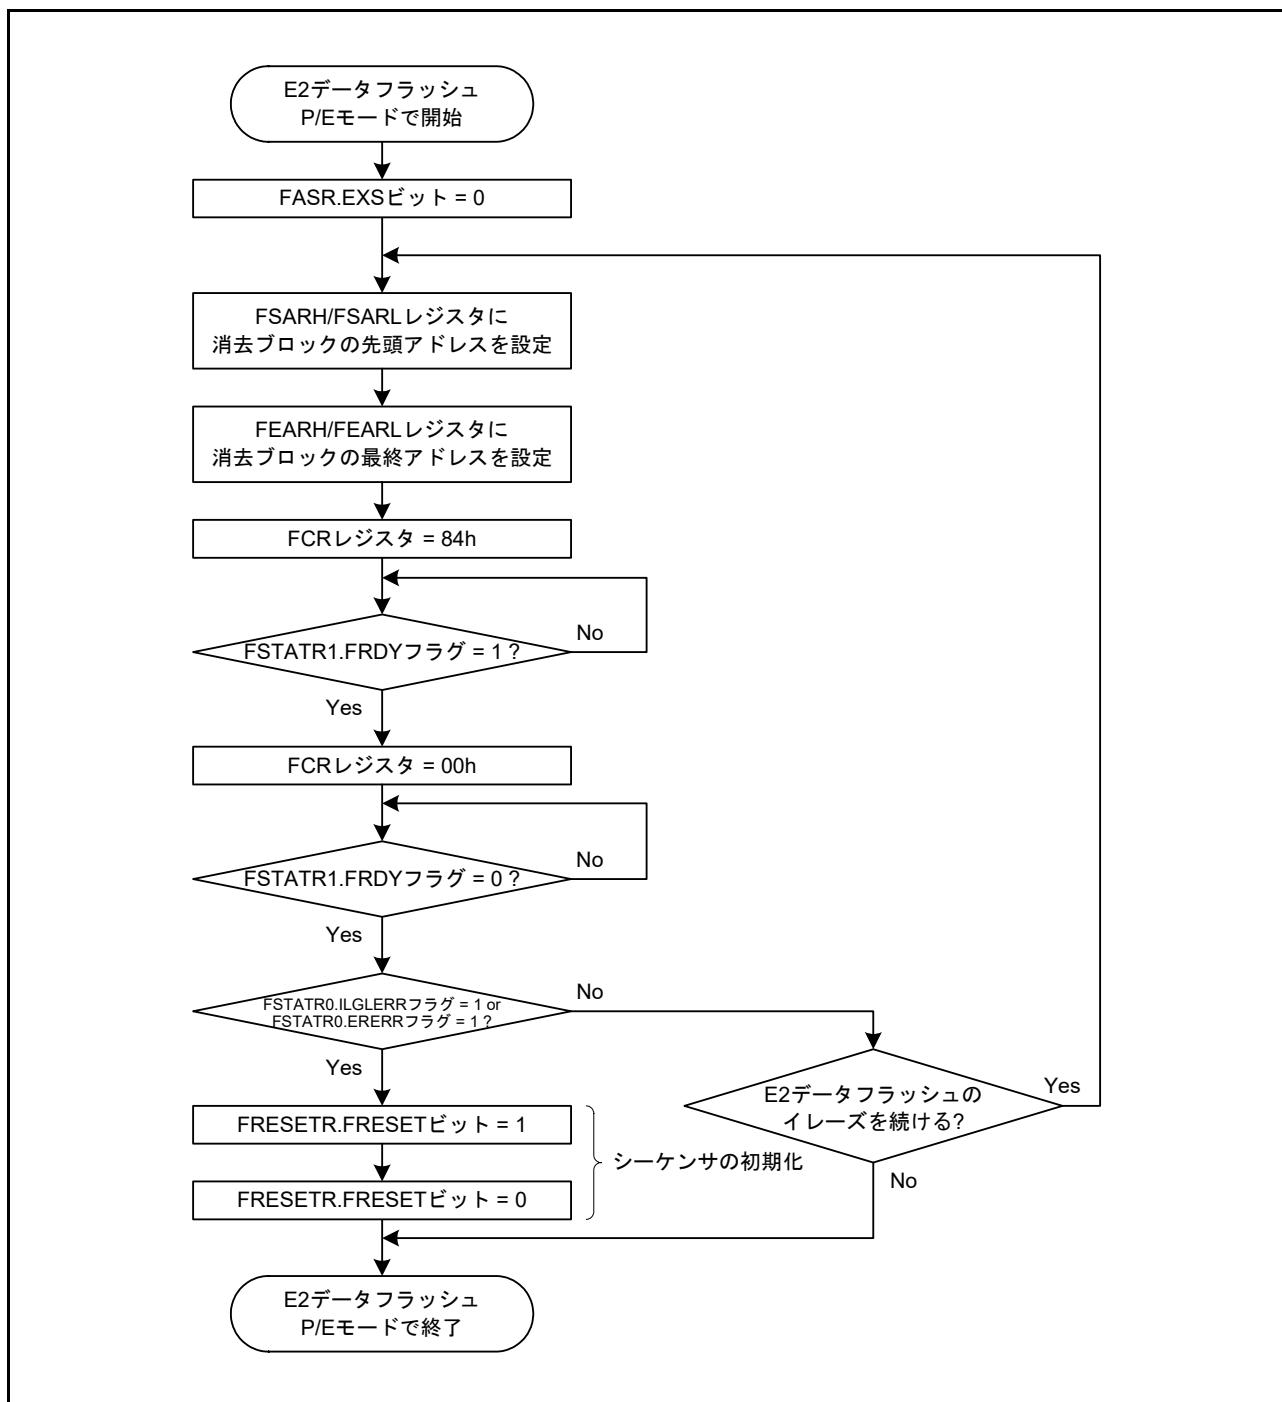 E2データフラッシュ
P/Eモードで開始
FASR.EXSビット = 0
FSARH/FSARLレジスタに
消去ブロックの先頭アドレスを設定
FEARH/FEARLレジスタに
消去ブロックの最終アドレスを設定
FCRレジスタ = 84h
FSTATR1.FRDYフラグ = 1 ?
No
Yes
FCRレジスタ = 00h
FSTATR1.FRDYフラグ = 0 ?
No
Yes
FSTATR0.ILGLERRフラグ = 1 or
FSTATR0.ERERRフラグ = 1 ?
No
Yes
E2データフラッシュの
イレーズを続ける?
Yes
No
FRESETR.FRESETビット = 1
シーケンサの初期化
FRESETR.FRESETビット = 0
E2データフラッシュ
P/Eモードで終了